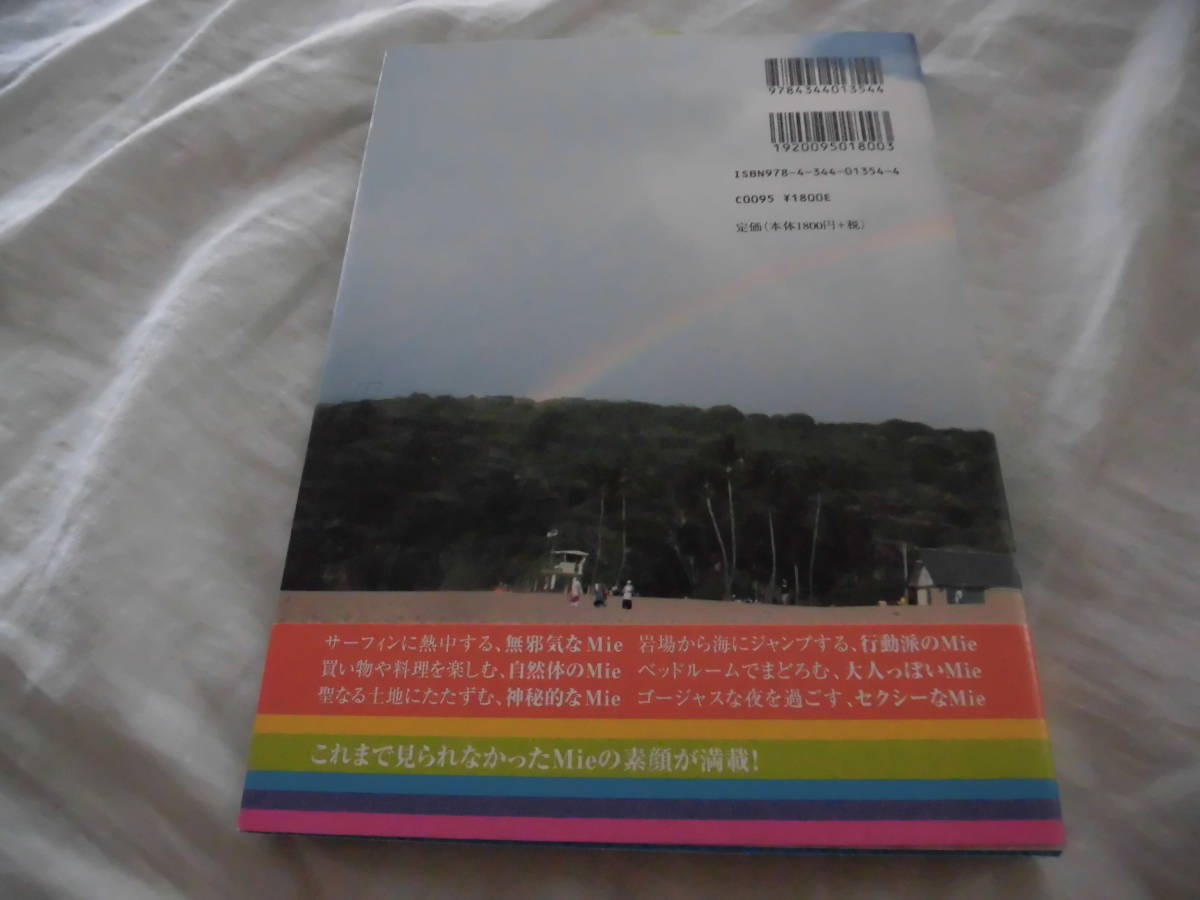 9784344013544
1920095018003
ISBN978-4-344-01354-4
C0095 ¥1800E
定価(本体1800円+税)
サーフィンに熱中する、無邪気なMie 岩場から海にジャンプする、行動派のMie
買い物や料理を楽しむ、自然体のMie ベッドルームでまどろむ、大人っぽいMie
聖なる土地にたたずむ、神秘的なMie ゴージャスな夜を過ごす、セクシーなMie
これまで見られなかったMieの素顔が満載!